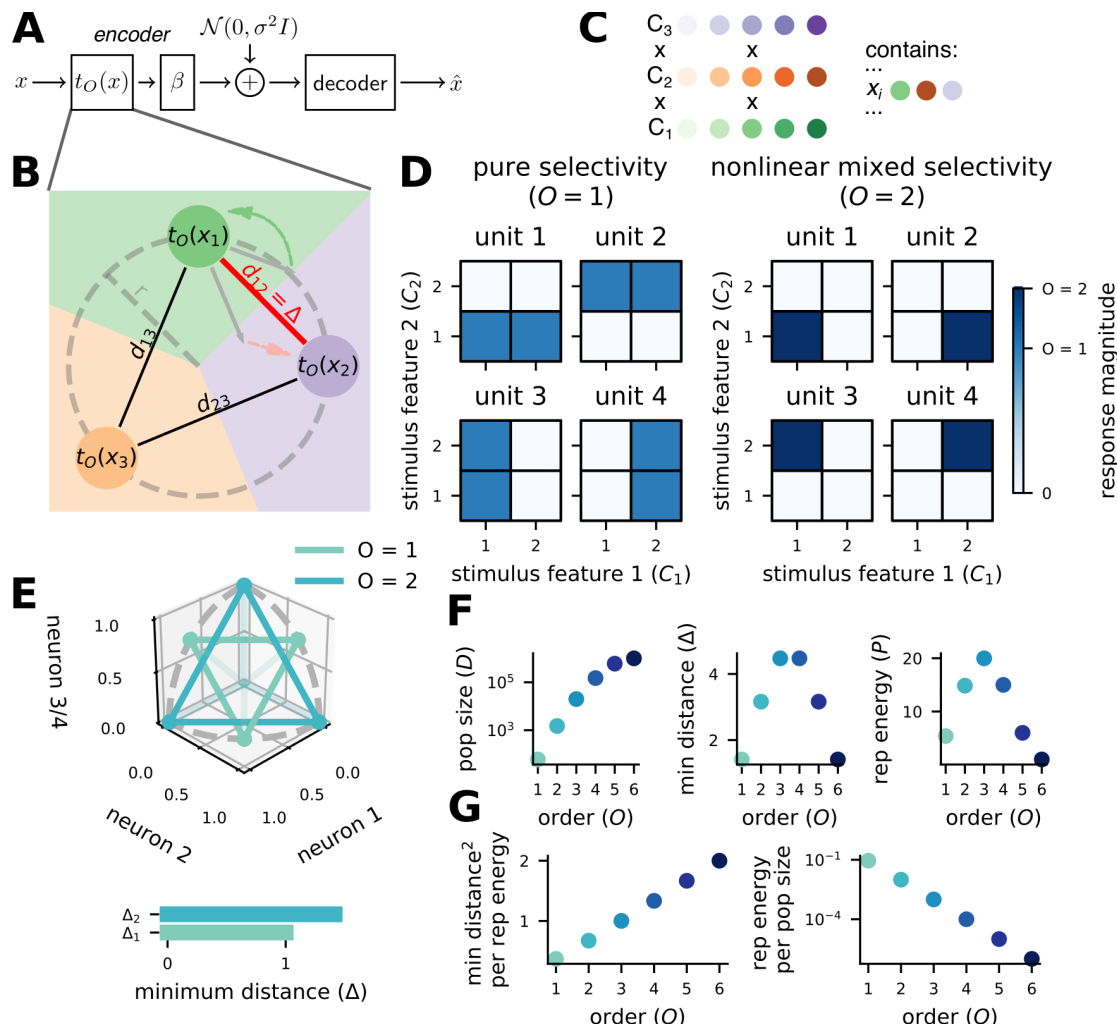 A
encoder
N(0, σ²I)
x
t_O(x)
β
+
decoder
x̂
B
t_O(x₁)
d₁₂ = Δ
r
d₁₃
t_O(x₂)
d₂₃
t_O(x₃)
C
C₃
x x
C₂
x x
C₁
contains:
...
x_i
...
D
pure selectivity
(O = 1)
nonlinear mixed selectivity
(O = 2)
unit 1
unit 2
unit 1
unit 2
stimulus feature 2 (C₂)
2
1
stimulus feature 2 (C₂)
2
1
unit 3
unit 4
unit 3
unit 4
2
1
2
1
1 2
1 2
1 2
1 2
stimulus feature 1 (C₁)
stimulus feature 1 (C₁)
O = 2
O = 1
0
response magnitude
E
O = 1
O = 2
neuron 3/4
1.0
0.5
0.0
0.0
0.5
1.0
neuron 2
1.0
0.5
0.0
neuron 1
Δ₂
Δ₁
0 1
minimum distance (Δ)
F
pop size (D)
10⁵
10³
1 2 3 4 5 6
order (O)
min distance (Δ)
4
2
1 2 3 4 5 6
order (O)
rep energy (P)
20
10
1 2 3 4 5 6
order (O)
G
min distance²
per rep energy
2
1
1 2 3 4 5 6
order (O)
rep energy
per pop size
10⁻¹
10⁻⁴
1 2 3 4 5 6
order (O)